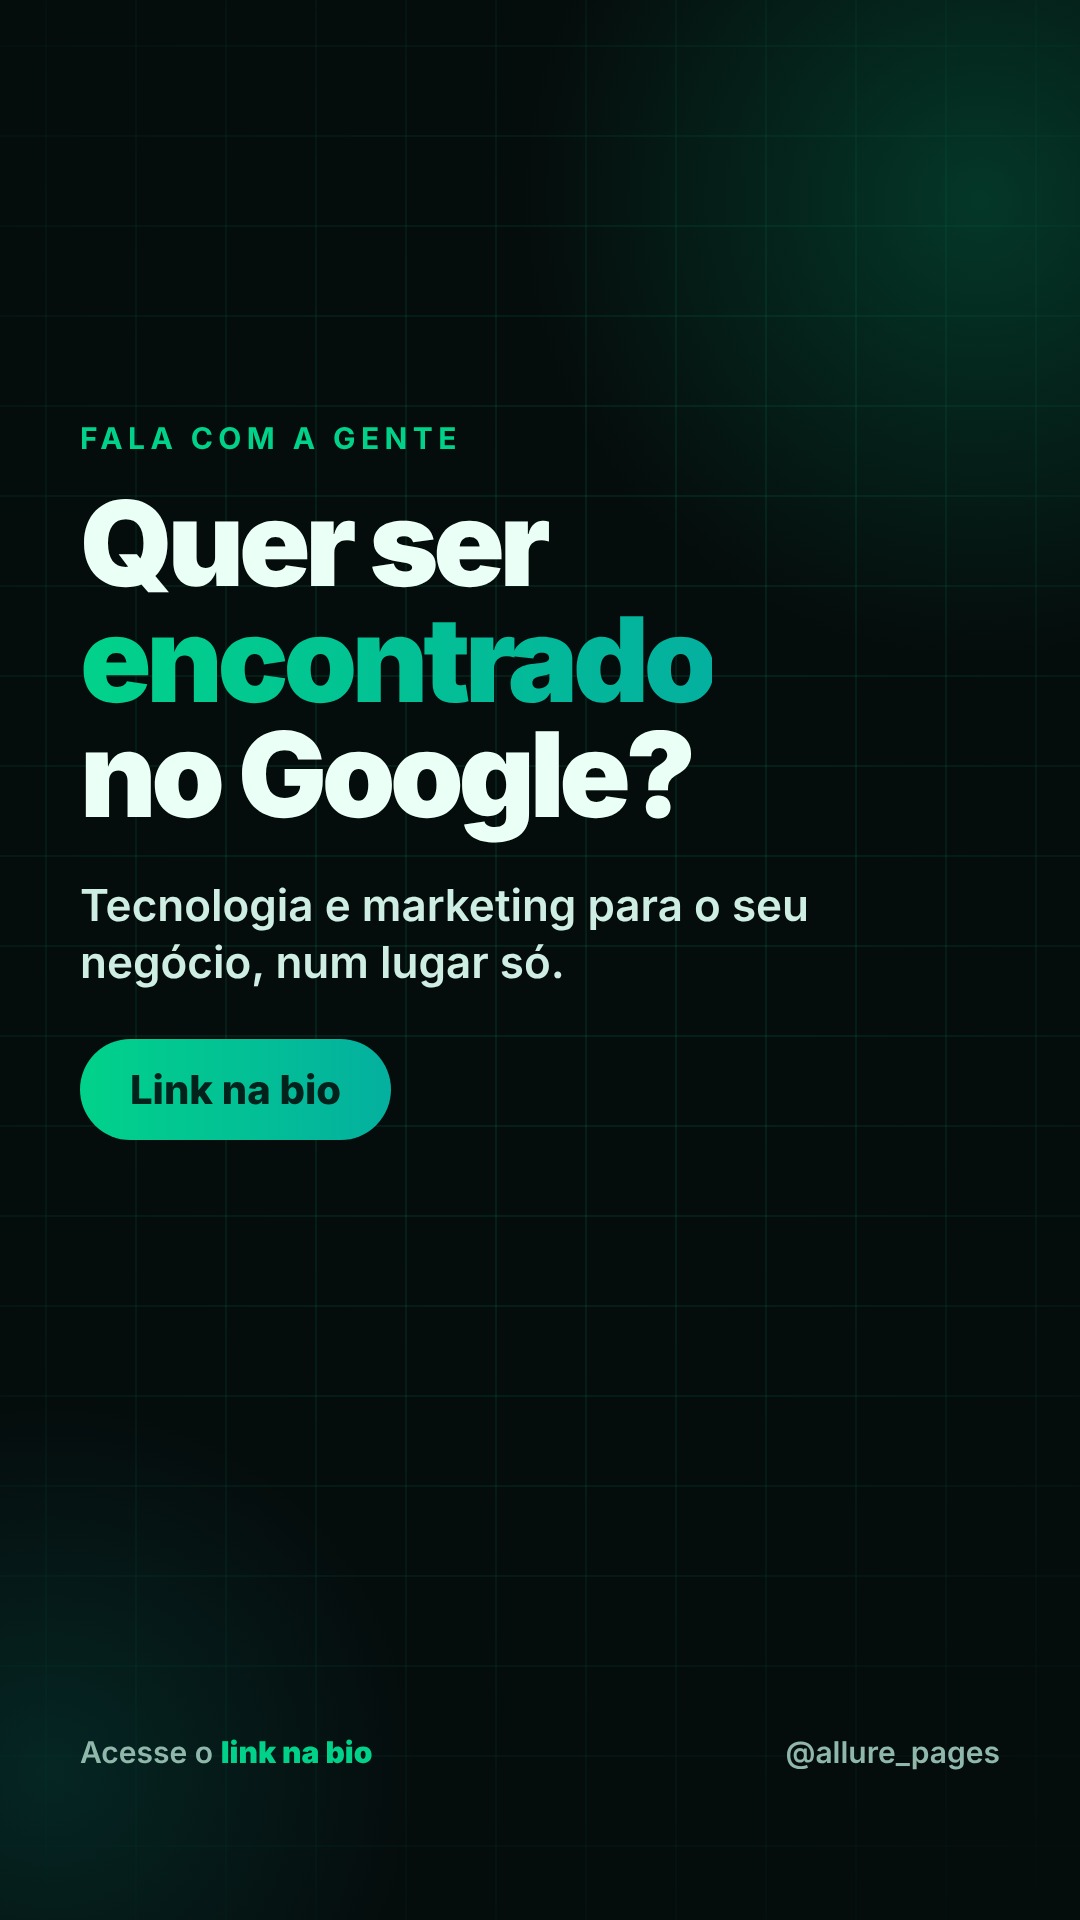 FALA COM A GENTE
Quer ser
encontrado
no Google?
Tecnologia e marketing para o seu
negócio, num lugar só.
Link na bio
Acesse o link na bio
@allure_pages